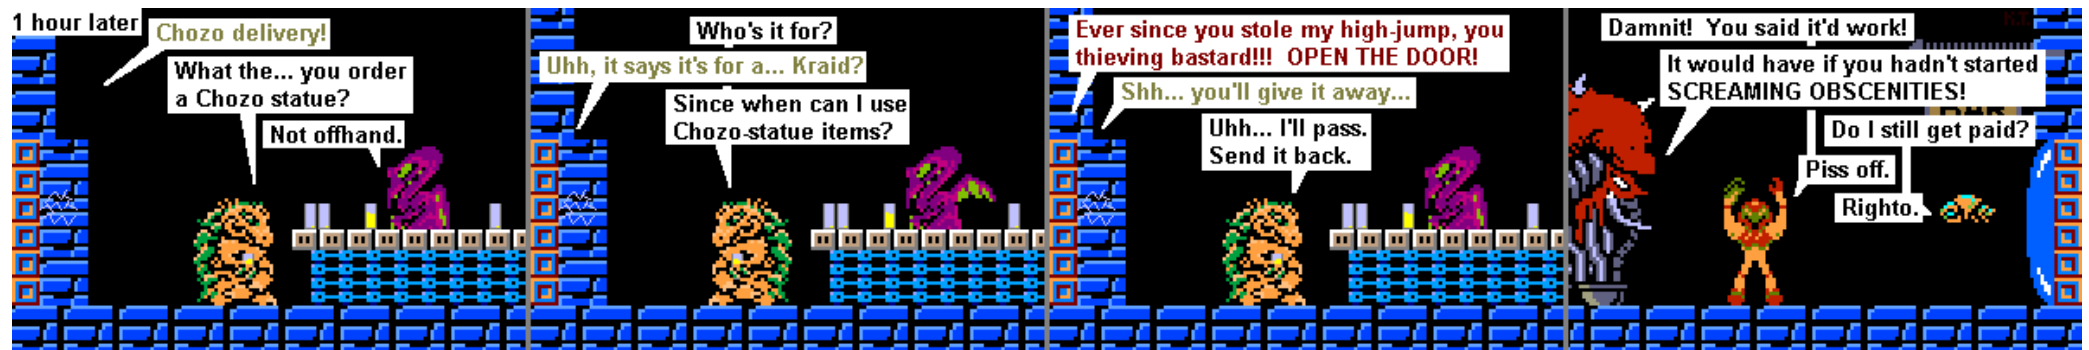 1 hour later
Chozo delivery!
What the... you order
a Chozo statue?
Not offhand.
Who's it for?
Uhh, it says it's for a... Kraid?
Since when can I use
Chozo-statue items?
Ever since you stole my high-jump, you
thieving bastard!!!  OPEN THE DOOR!
Shh... you'll give it away...
Uhh... I'll pass.
Send it back.
Damnit!  You said it'd work!
It would have if you hadn't started
SCREAMING OBSCENITIES!
Do I still get paid?
Piss off.
Righto.